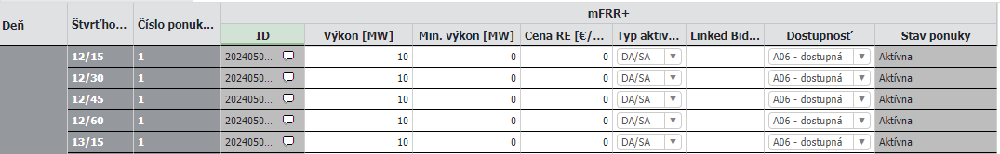 mFRR+
Deň Štvrťho... Číslo ponuk... ID Výkon [MW] Min. výkon [MW] Cena RE [€/... Typ aktiv... Linked Bid... Dostupnosť Stav ponuky
12/15 1 2024050... 10 0 0 DA/SA A06 - dostupná Aktívna
12/30 1 2024050... 10 0 0 DA/SA A06 - dostupná Aktívna
12/45 1 2024050... 10 0 0 DA/SA A06 - dostupná Aktívna
12/60 1 2024050... 10 0 0 DA/SA A06 - dostupná Aktívna
13/15 1 2024050... 10 0 0 DA/SA A06 - dostupná Aktívna